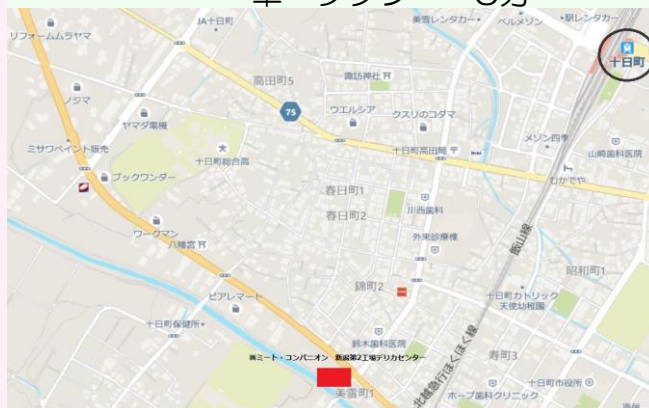 JA十日町
美雪レンタカー
ベルメゾン
駅レンタカー
リフォームムラヤマ
十日町
高田町5
諏訪神社
ノジマ
ウエルシア
クスリのコダマ
ヤマダ電機
75
メゾン四季
十日町高田局
山崎歯科医院
ミサワペイント販売
十日町総合高
むかでや
ブックワンダー
春日町1
川西歯科
春日町2
ワークマン
外来診療棟
飯山線
八幡宮
昭和町1
錦町2
ピアレマート
十日町カトリック
天使幼稚園
十日町保健所
鈴木歯科医院
北越急行ほくほく線
寿町3
㈱ミート・コンパニオン 新潟第2工場デリカセンター
十日町市役所
美雪町1
ホープ歯科クリニック